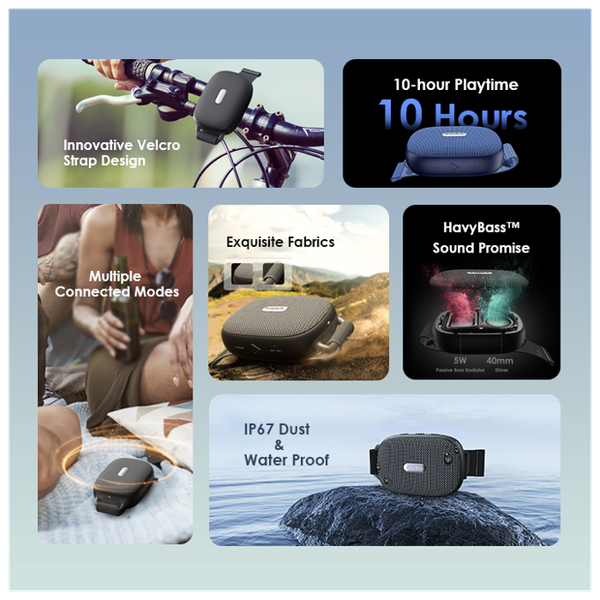 Innovative Velcro
Strap Design
10-hour Playtime
10 Hours
Multiple
Connected Modes
Exquisite Fabrics
HavyBass™
Sound Promise
5W
40mm
Passive Bass Radiator
Driver
IP67 Dust
&
Water Proof